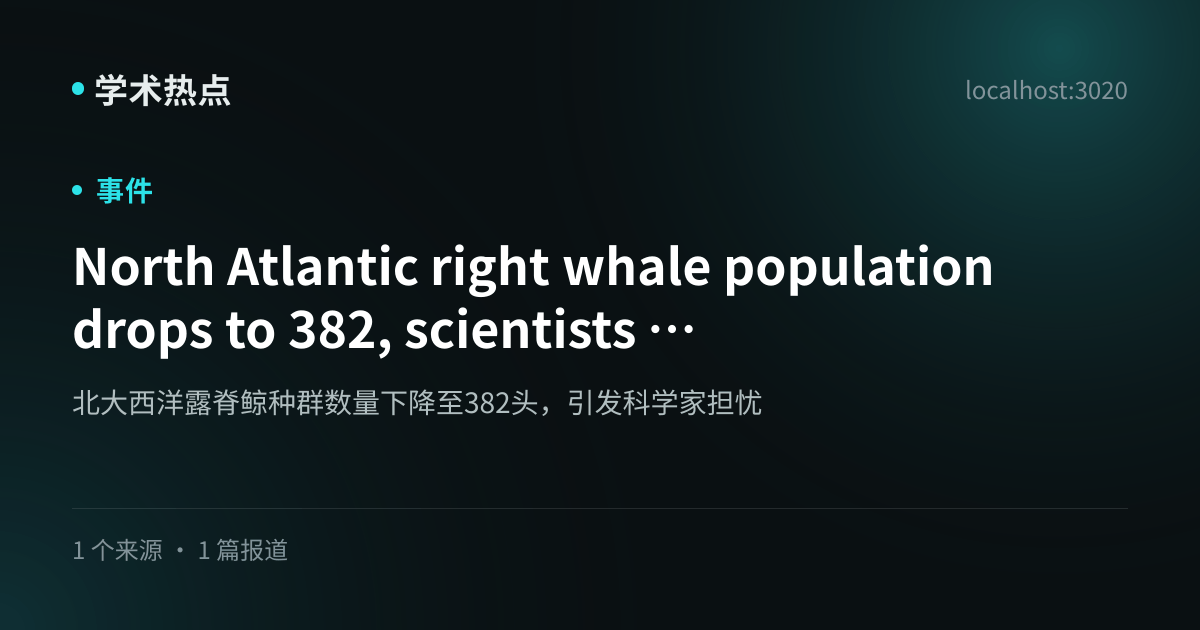 学术热点
localhost:3020
事件
North Atlantic right whale population
drops to 382, scientists ···
北大西洋露脊鲸种群数量下降至382头，引发科学家担忧
1 个来源 · 1 篇报道